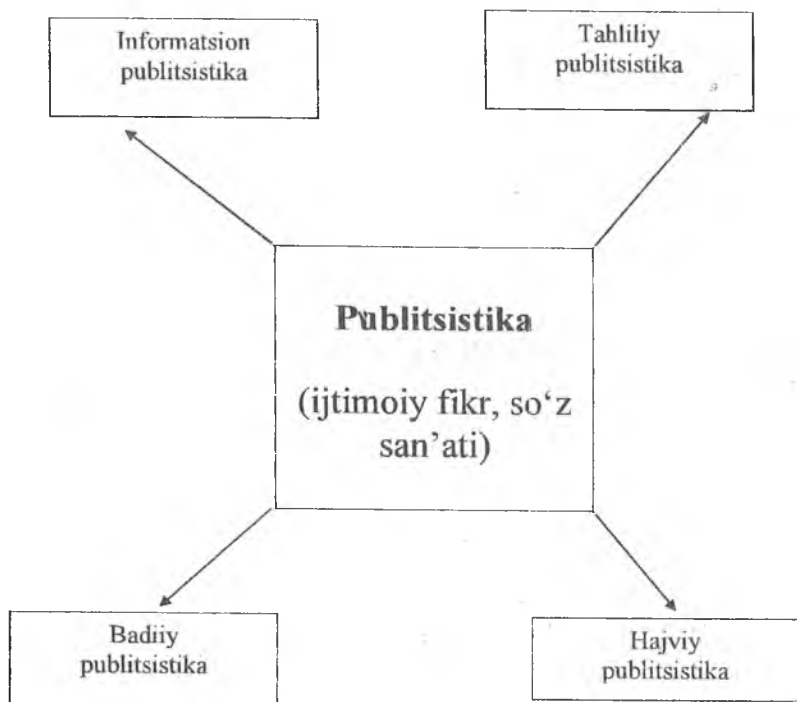 Informatsion
publitsistika
Tahliliy
publitsistika
Publitsistika
(ijtimoiy fikr, so‘z
san’ati)
Badiiy
publitsistika
Hajviy
publitsistika